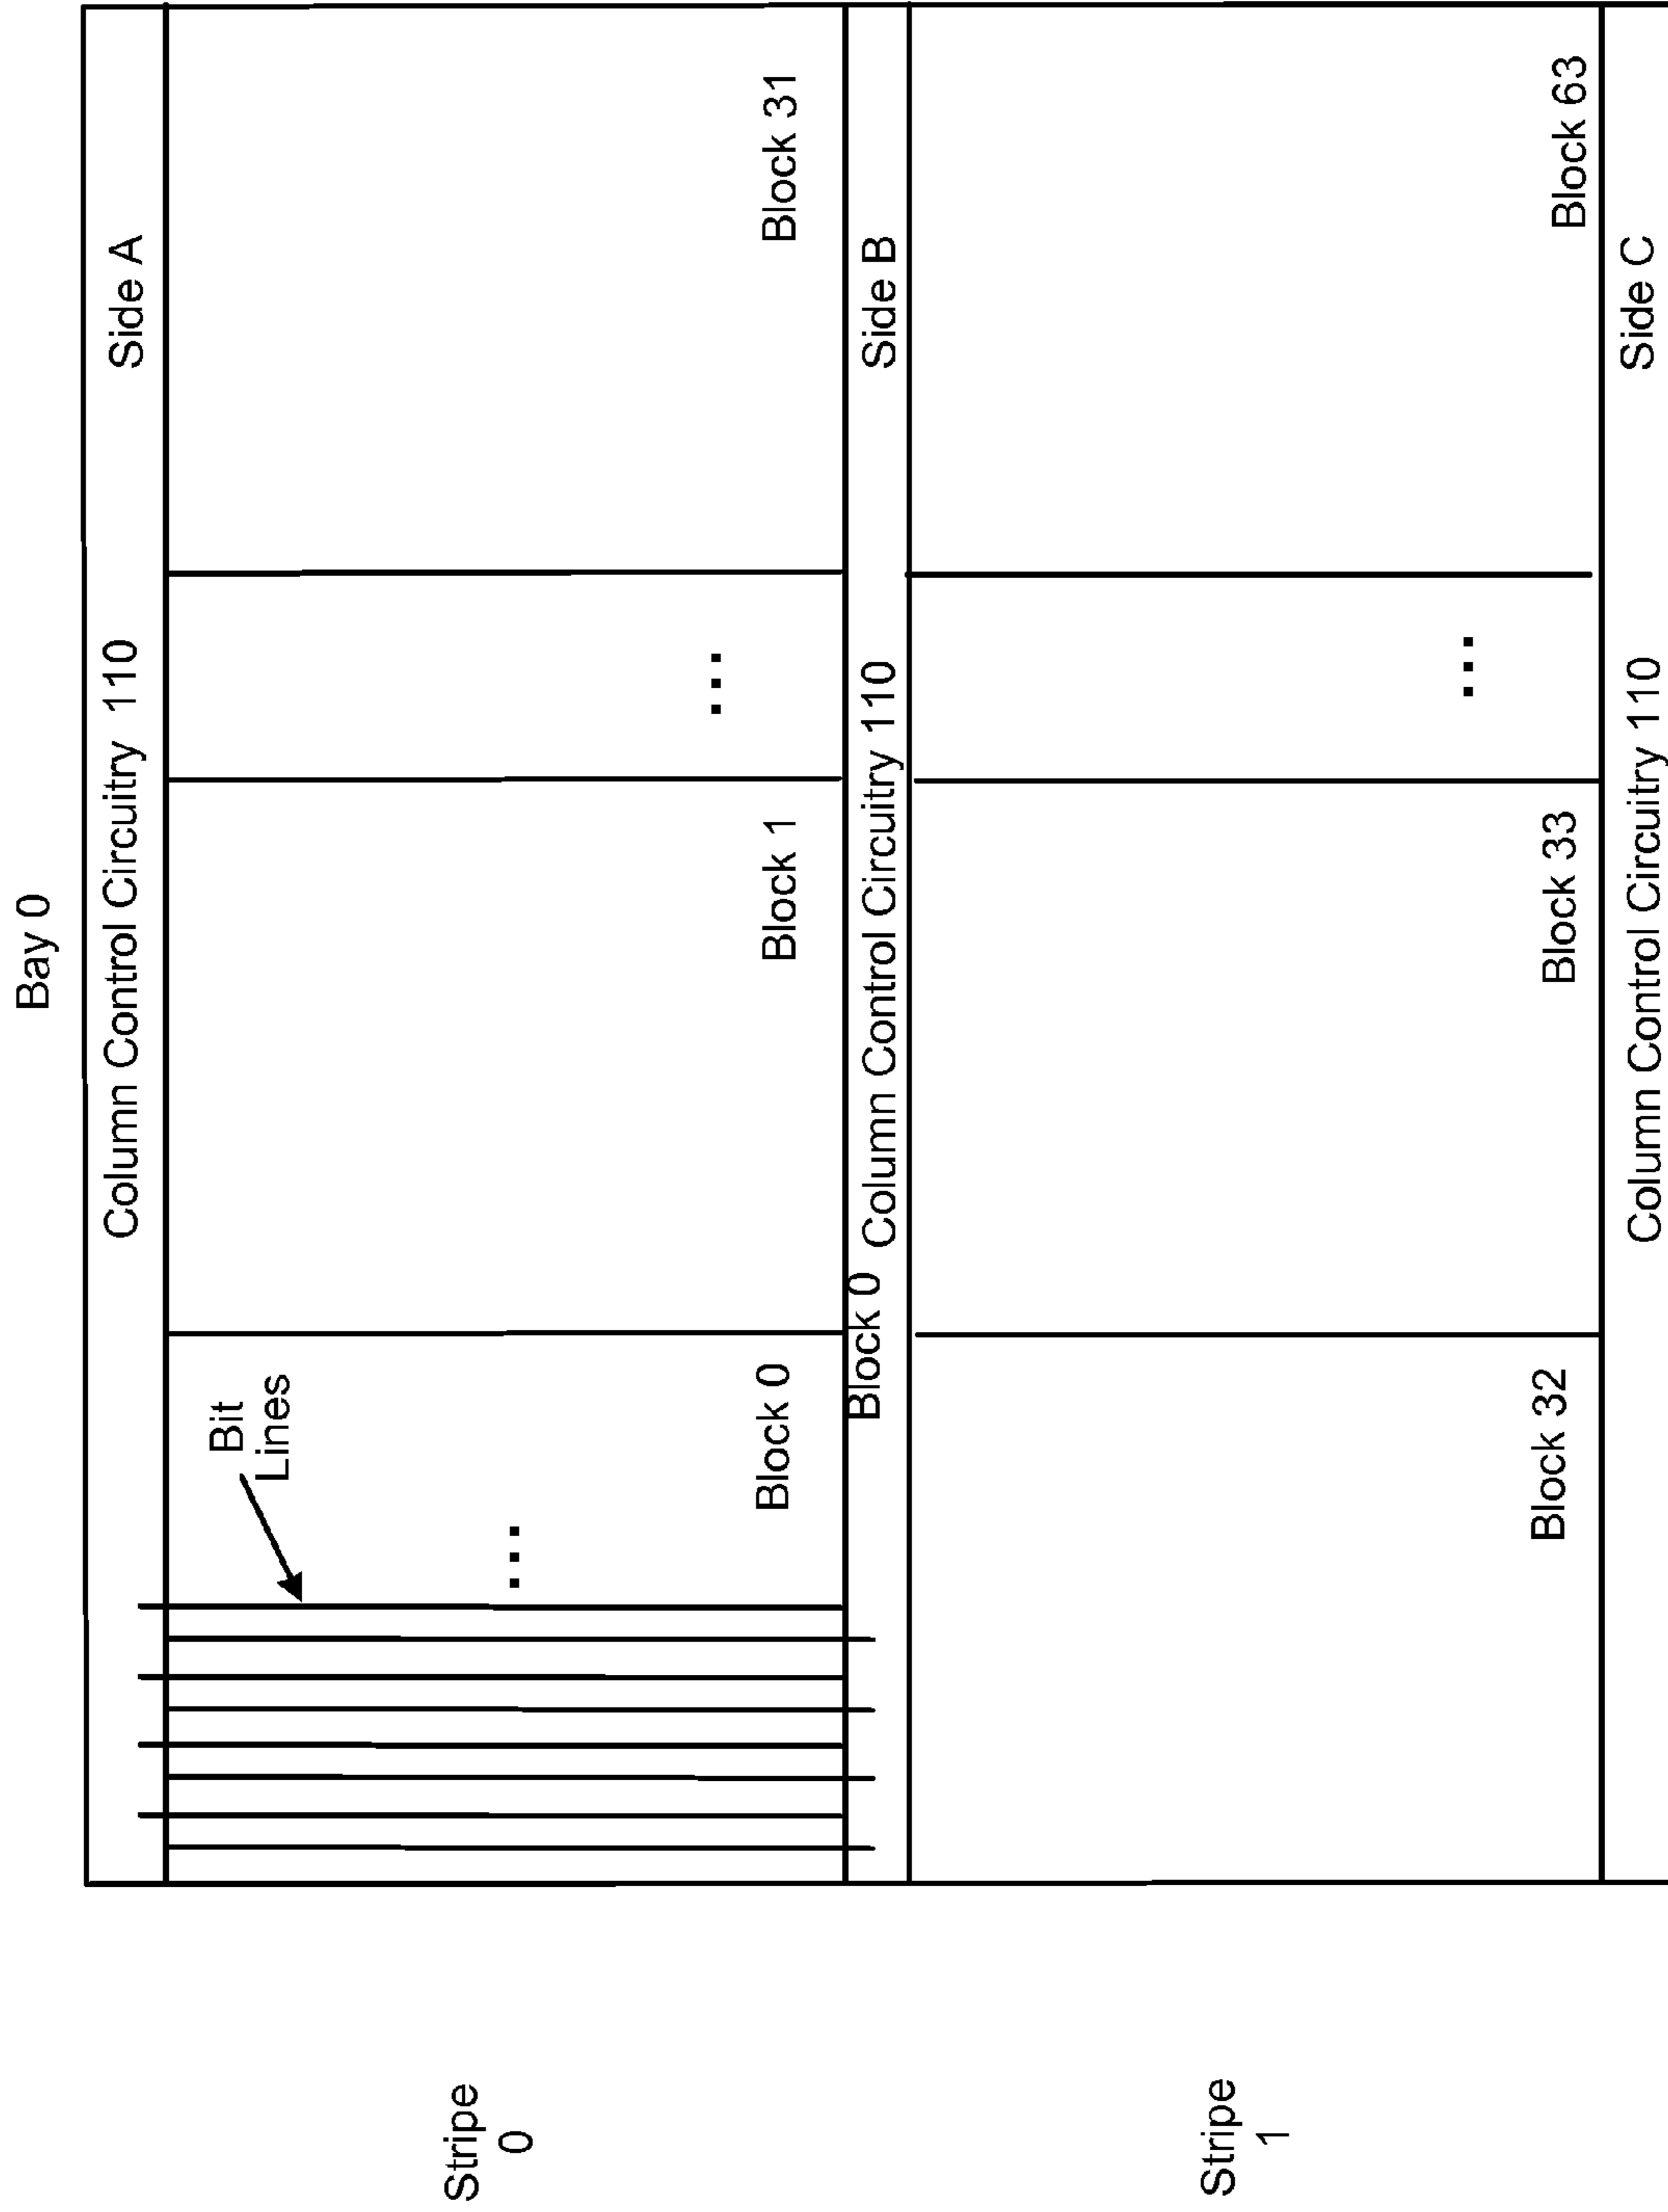 Bay 0
Column Control Circuitry 110
Side A
Bit
Lines
...
...
Block 0
Block 1
Block 31
Stripe
0
Block 0
Column Control Circuitry 110
Side B
...
Block 32
Block 33
Block 63
Stripe
1
Column Control Circuitry 110
Side C